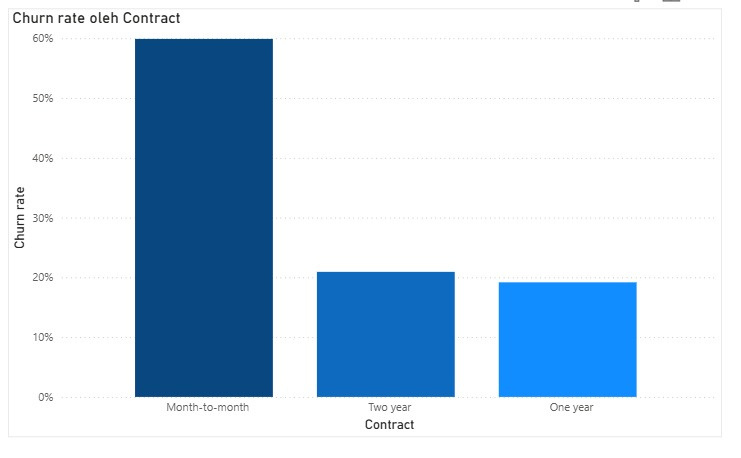 Churn rate oleh Contract
60%
50%
40%
30%
20%
10%
0%
Churn rate
Month-to-month
Two year
One year
Contract